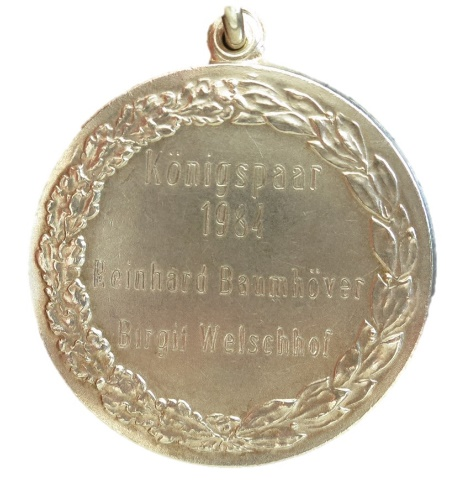 Königspaar
1984
Reinhard Baumhöver
Birgit Welschhof